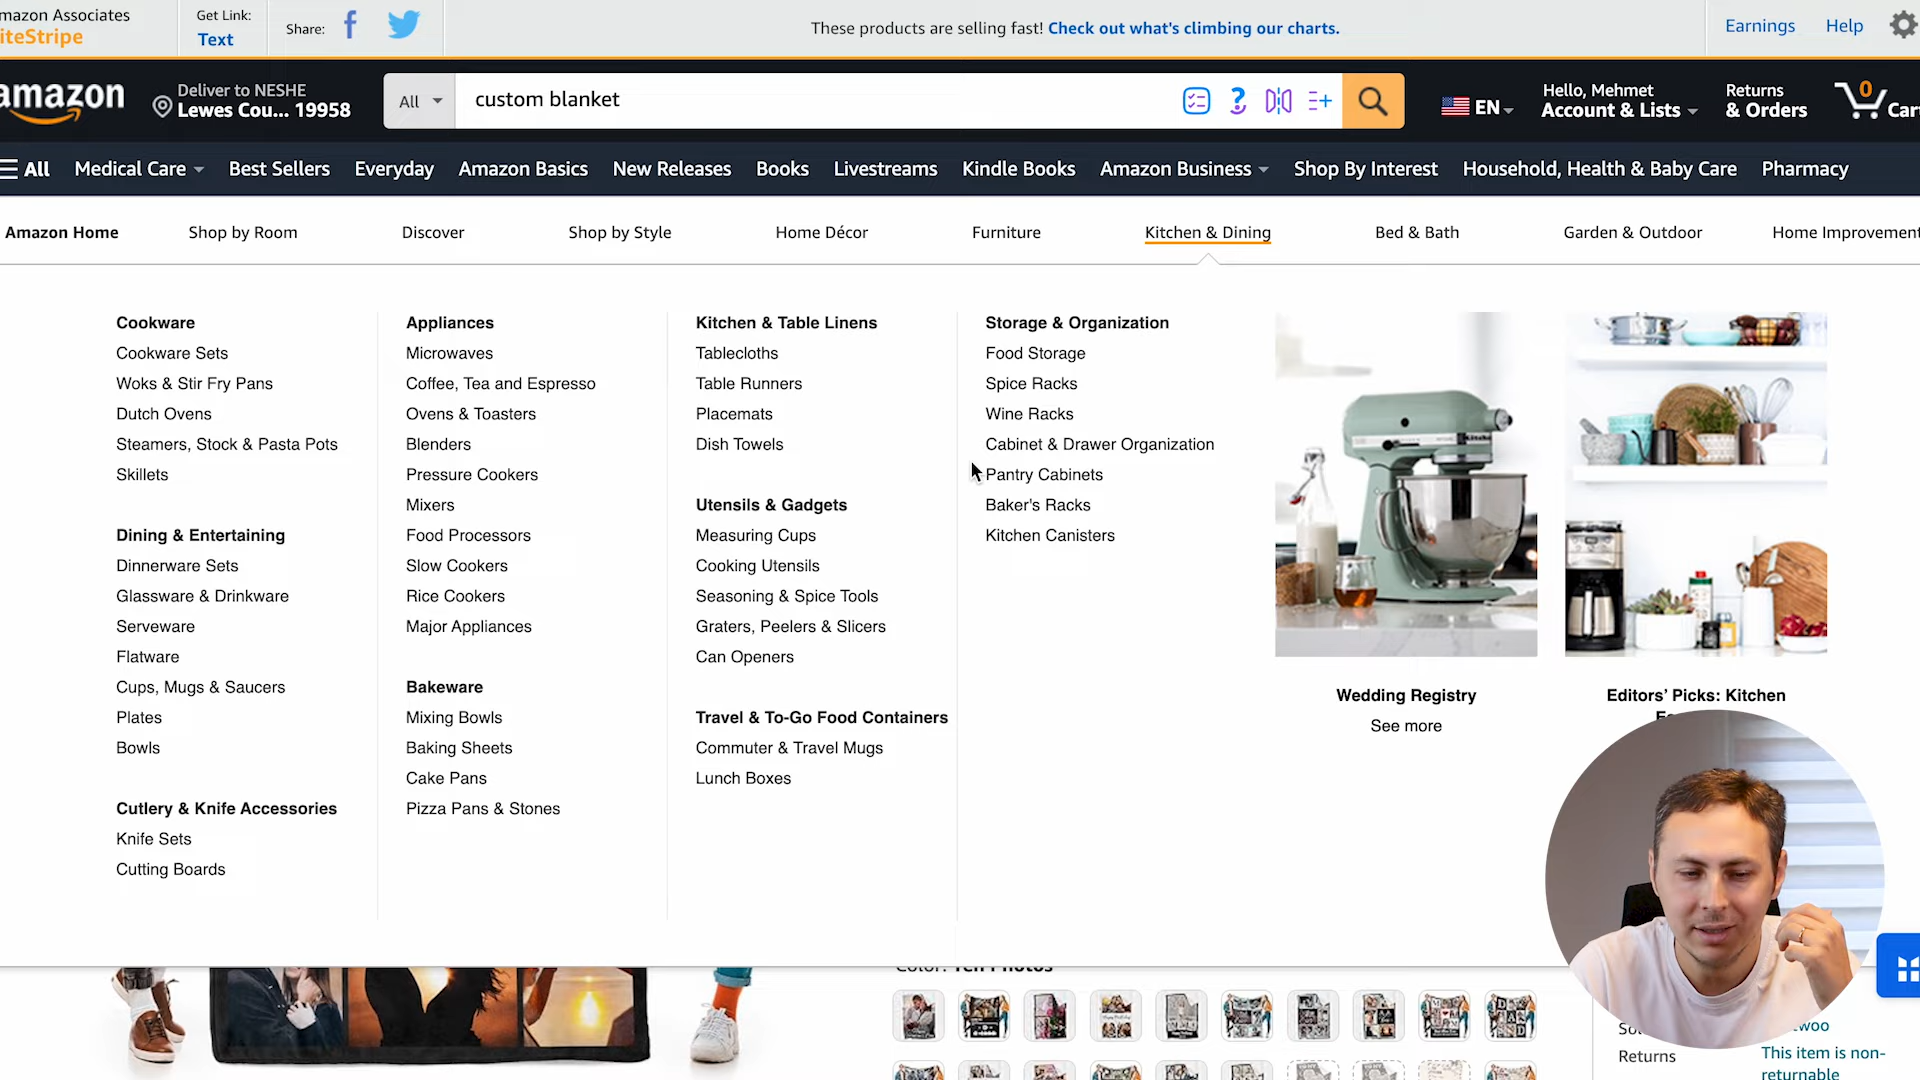 mazon Associates
iteStripe
Get Link:
Text
Share:
These products are selling fast! Check out what's climbing our charts.
Earnings
Help
amazon
Deliver to NESHE
Lewes Cou... 19958
All
custom blanket
EN
Hello, Mehmet
Account & Lists
Returns
& Orders
0
Car
All
Medical Care
Best Sellers
Everyday
Amazon Basics
New Releases
Books
Livestreams
Kindle Books
Amazon Business
Shop By Interest
Household, Health & Baby Care
Pharmacy
Amazon Home
Shop by Room
Discover
Shop by Style
Home Décor
Furniture
Kitchen & Dining
Bed & Bath
Garden & Outdoor
Home Improvement
Cookware
Cookware Sets
Woks & Stir Fry Pans
Dutch Ovens
Steamers, Stock & Pasta Pots
Skillets
Dining & Entertaining
Dinnerware Sets
Glassware & Drinkware
Serveware
Flatware
Cups, Mugs & Saucers
Plates
Bowls
Cutlery & Knife Accessories
Knife Sets
Cutting Boards
Appliances
Microwaves
Coffee, Tea and Espresso
Ovens & Toasters
Blenders
Pressure Cookers
Mixers
Food Processors
Slow Cookers
Rice Cookers
Major Appliances
Bakeware
Mixing Bowls
Baking Sheets
Cake Pans
Pizza Pans & Stones
Kitchen & Table Linens
Tablecloths
Table Runners
Placemats
Dish Towels
Utensils & Gadgets
Measuring Cups
Cooking Utensils
Seasoning & Spice Tools
Graters, Peelers & Slicers
Can Openers
Travel & To-Go Food Containers
Commuter & Travel Mugs
Lunch Boxes
Storage & Organization
Food Storage
Spice Racks
Wine Racks
Cabinet & Drawer Organization
Pantry Cabinets
Baker's Racks
Kitchen Canisters
Wedding Registry
See more
Editors' Picks: Kitchen
Color: Ten Photos
Returns
This item is non-
returnable